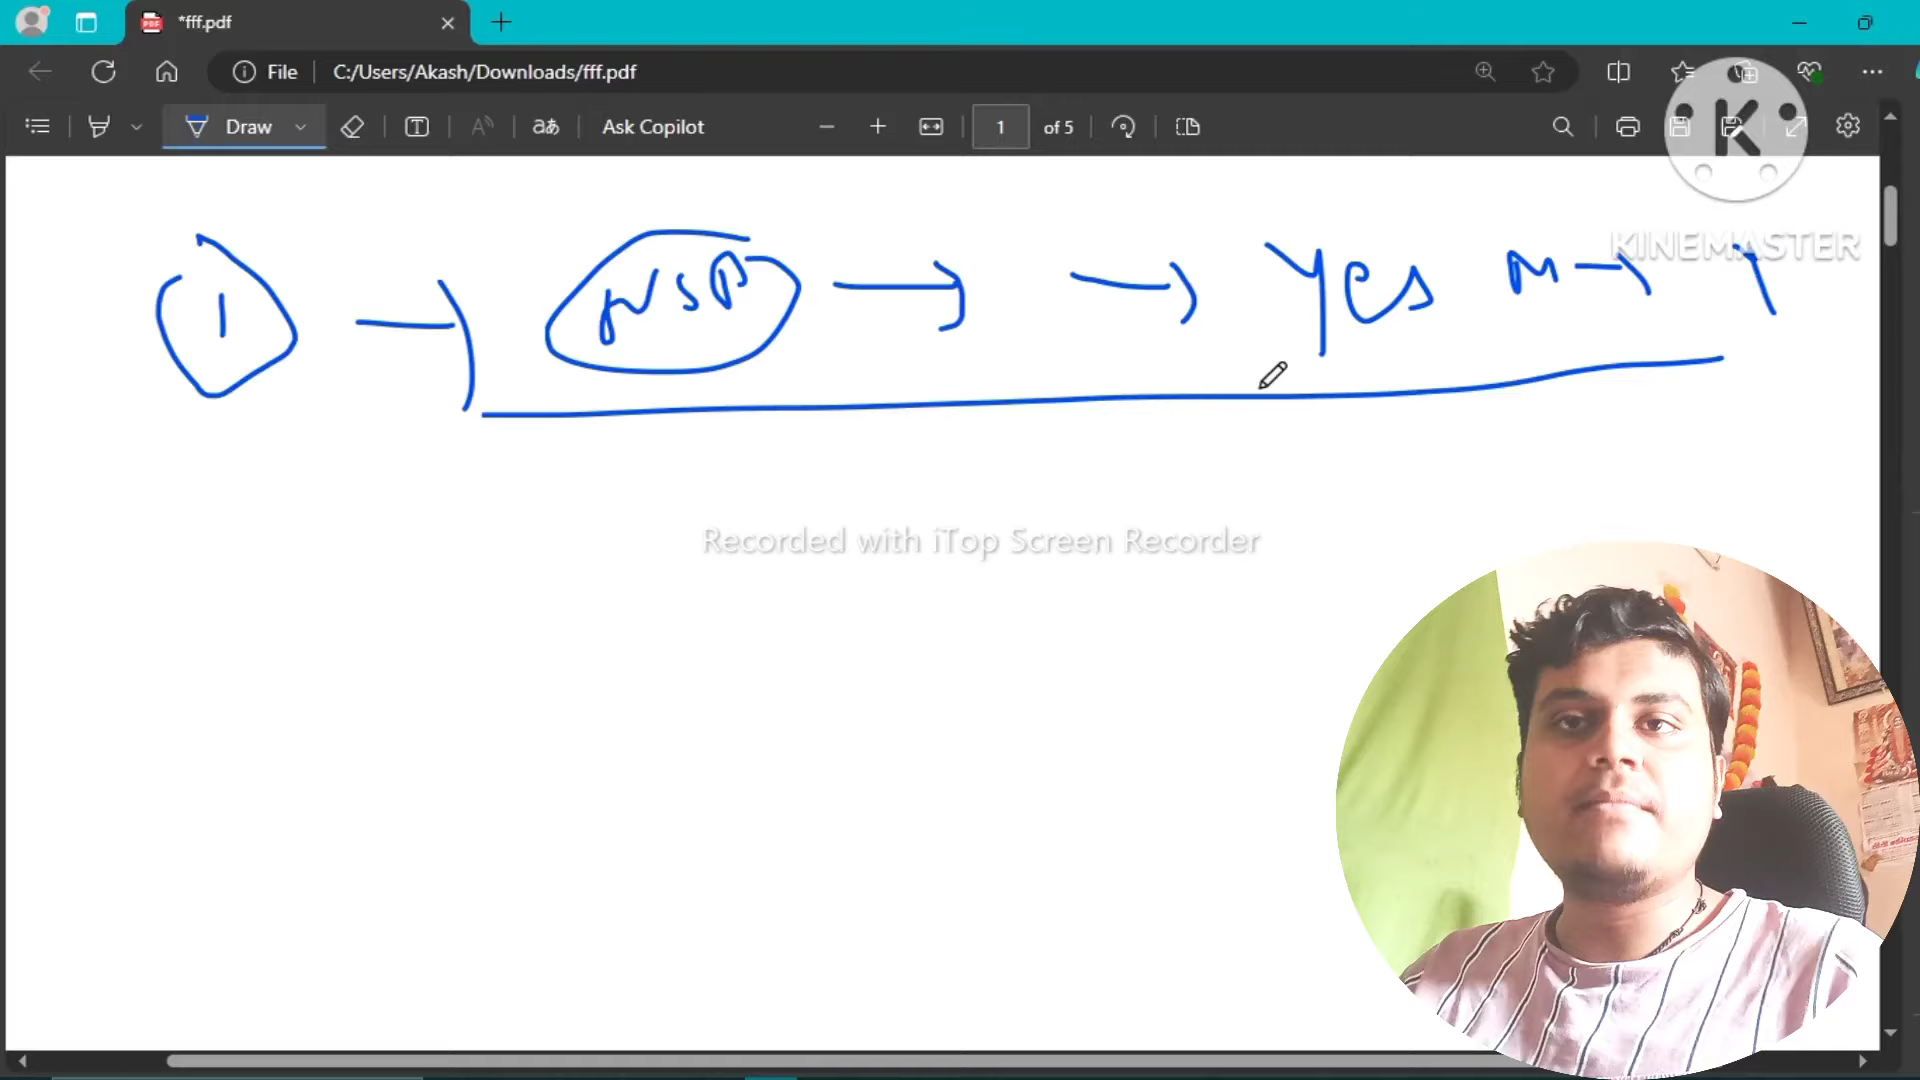 *fff.pdf
File C:/Users/Akash/Downloads/fff.pdf
Draw Ask Copilot 1 of 5
KINEMASTER
1 → NSP → → Yes M →
Recorded with iTop Screen Recorder